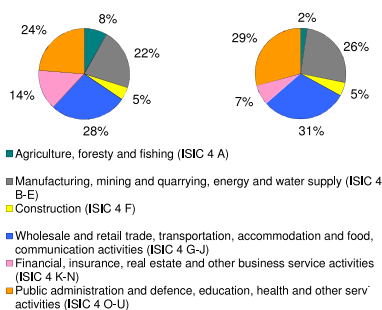 8%
22%
5%
28%
14%
24%
2%
26%
5%
31%
7%
29%
Agriculture, foresty and fishing (ISIC 4 A)
Manufacturing, mining and quarrying, energy and water supply (ISIC 4
B-E)
Construction (ISIC 4 F)
Wholesale and retail trade, transportation, accommodation and food,
communication activities (ISIC 4 G-J)
Financial, insurance, real estate and other business service activities
(ISIC 4 K-N)
Public administration and defence, education, health and other serv
activities (ISIC 4 O-U)